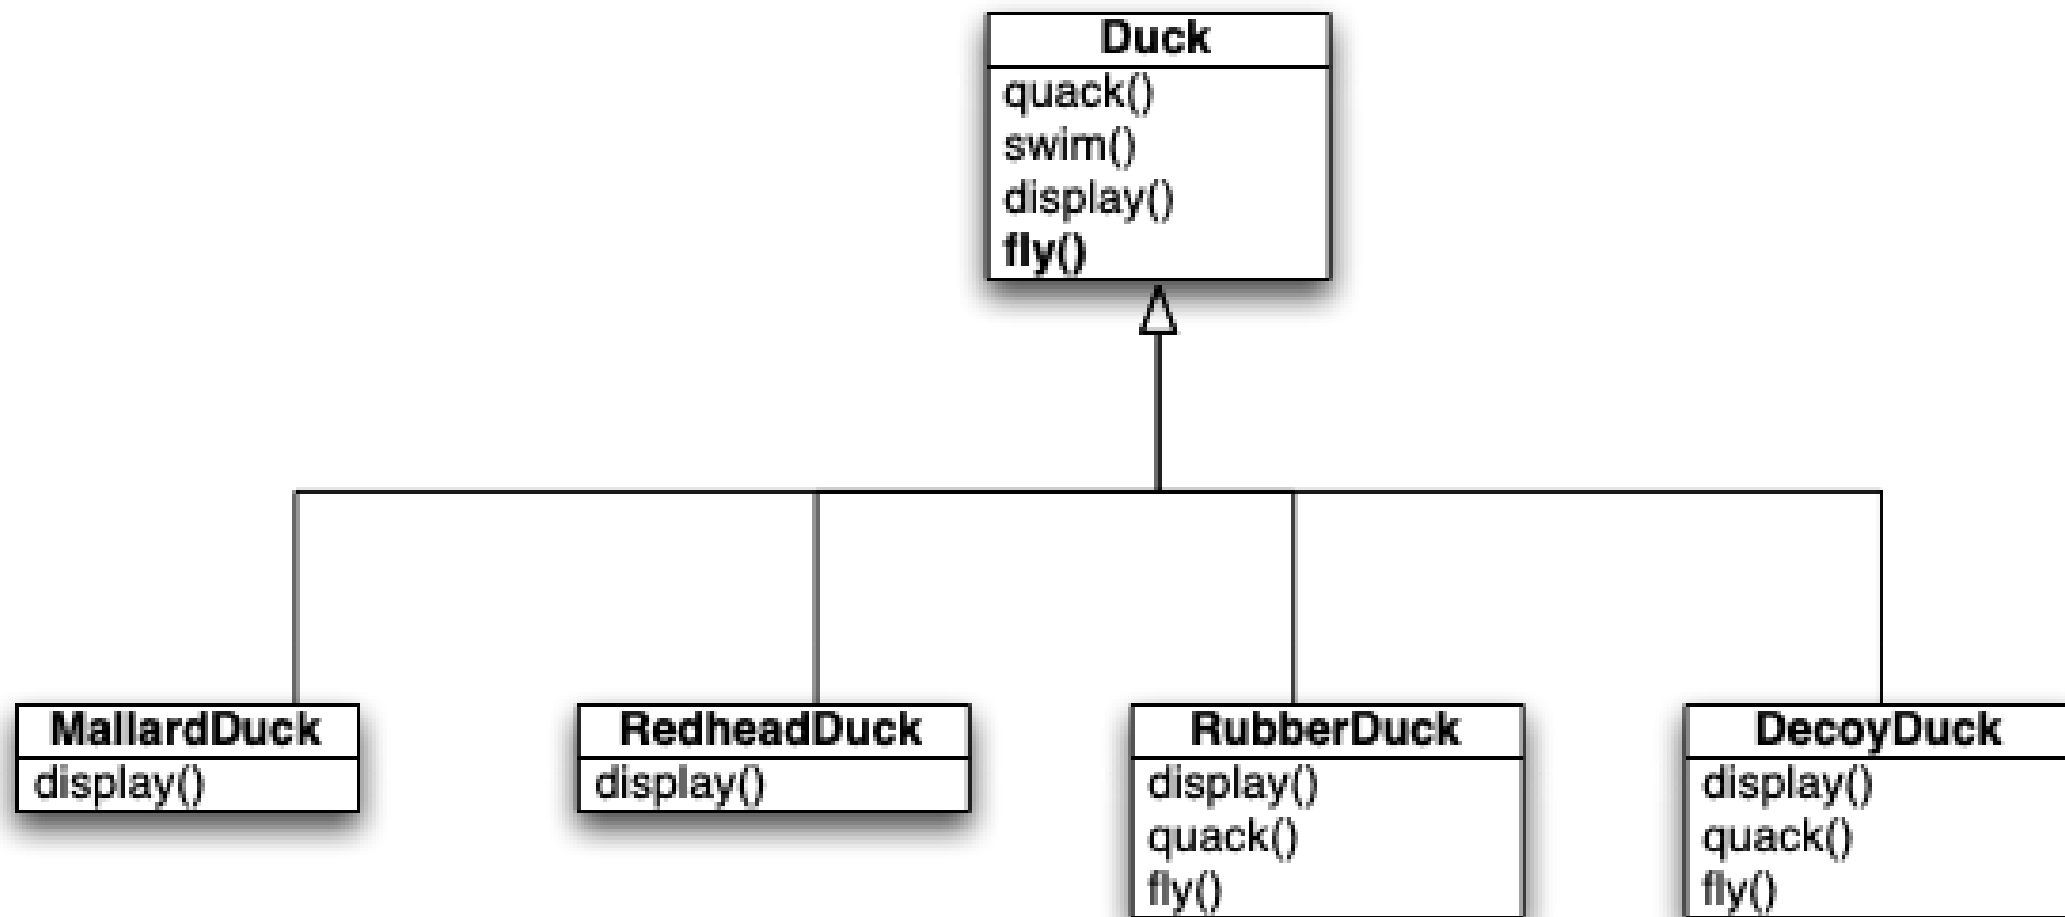 Duck
quack()
swim()
display()
fly()
MallardDuck
display()
RedheadDuck
display()
RubberDuck
display()
quack()
fly()
DecoyDuck
display()
quack()
fly()